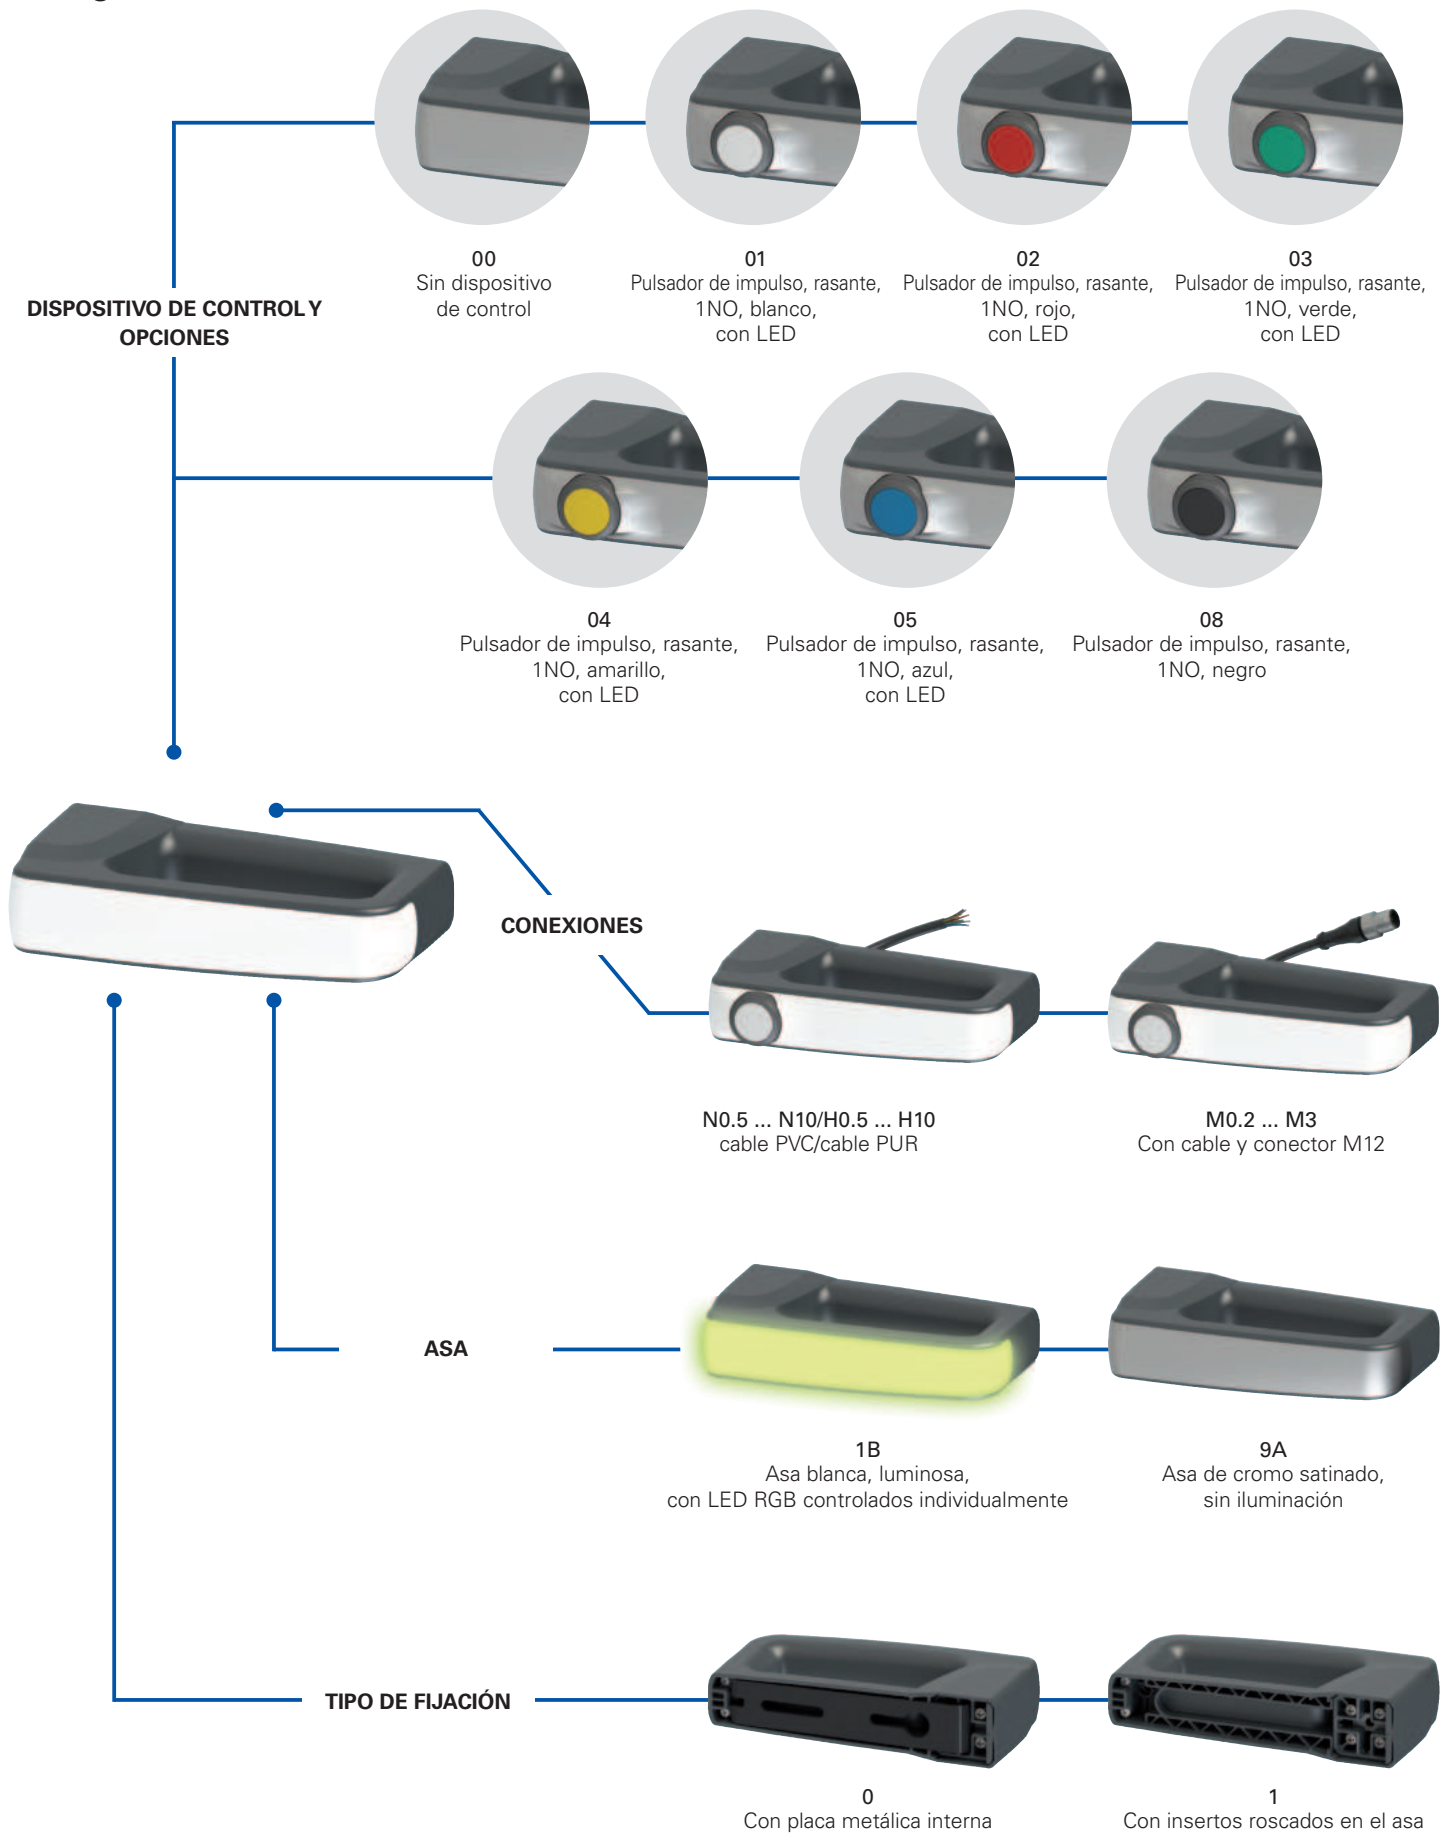 00
Sin dispositivo
de control
01
Pulsador de impulso, rasante,
1NO, blanco,
con LED
02
Pulsador de impulso, rasante,
1NO, rojo,
con LED
03
Pulsador de impulso, rasante,
1NO, verde,
con LED
DISPOSITIVO DE CONTROL Y
OPCIONES
04
Pulsador de impulso, rasante,
1NO, amarillo,
con LED
05
Pulsador de impulso, rasante,
1NO, azul,
con LED
08
Pulsador de impulso, rasante,
1NO, negro
CONEXIONES
N0.5 ... N10/H0.5 ... H10
cable PVC/cable PUR
M0.2 ... M3
Con cable y conector M12
ASA
1B
Asa blanca, luminosa,
con LED RGB controlados individualmente
9A
Asa de cromo satinado,
sin iluminación
TIPO DE FIJACIÓN
0
Con placa metálica interna
1
Con insertos roscados en el asa